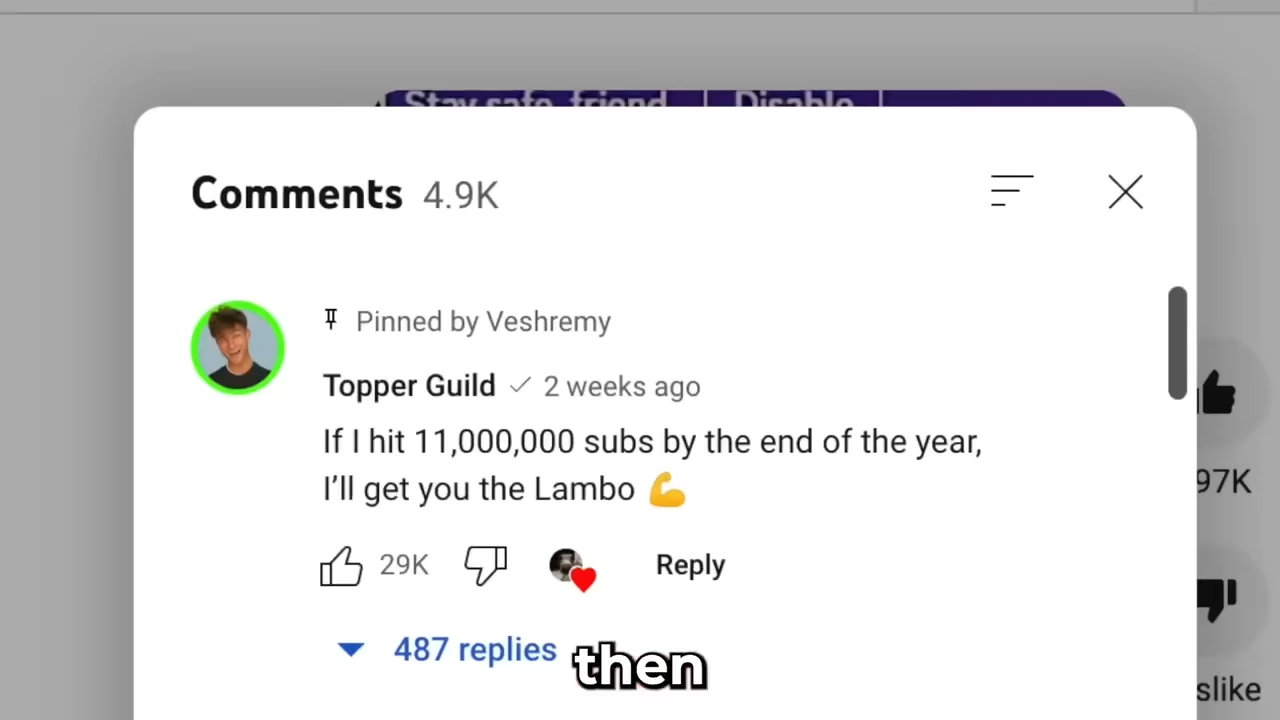 Stay safe, friend Disable
Comments 4.9K
Pinned by Veshremy
Topper Guild 2 weeks ago
If I hit 11,000,000 subs by the end of the year,
I'll get you the Lambo 💪
97K
29K Reply
487 replies
then
slike